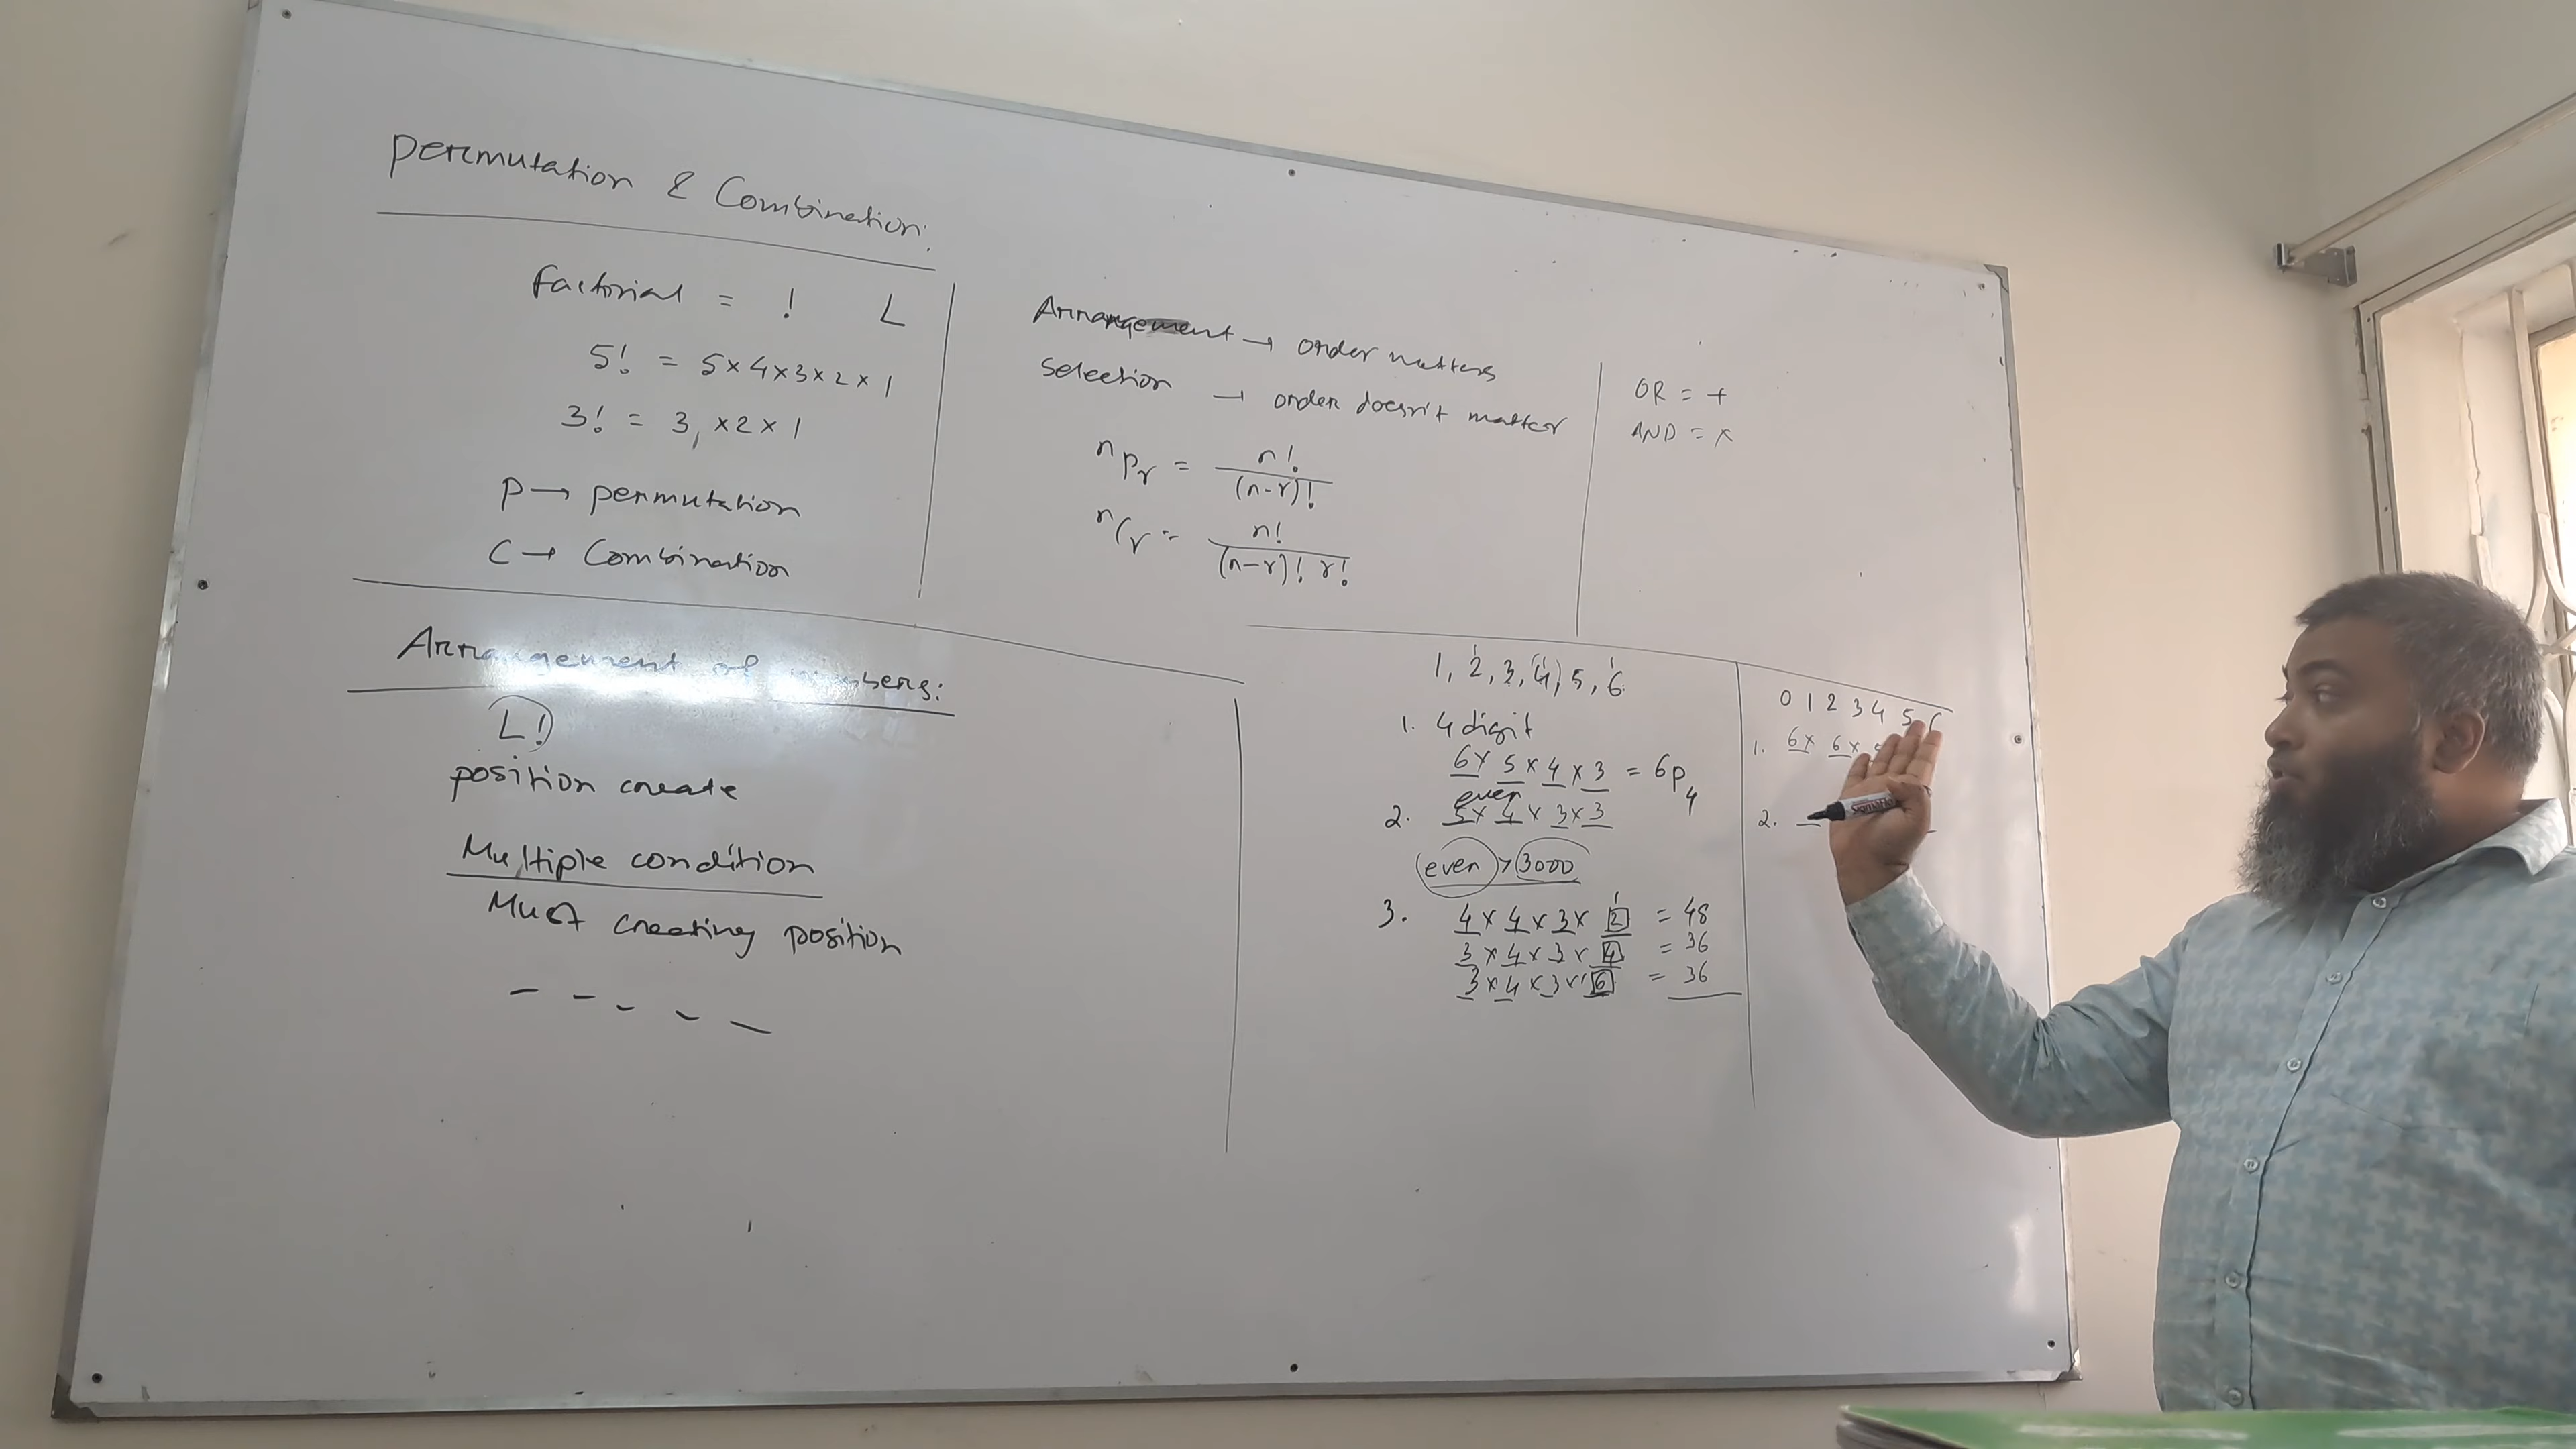 Permutation & Combination:
factorial = ! L
5! = 5×4×3×2×1
3! = 3, ×2×1
P → permutation
C → Combination
Arrangement → order matters
Selection → order doesn't matter
nPr = n! / (n-r)!
nCr = n! / (n-r)! r!
OR = +
AND = ×
Arrangement of numbers:
L!
position create
Multiple condition
Must creating position
1, 2, 3, 4, 5, 6
1. 4 digit
6 × 5 × 4 × 3 = 6P4
even
2. 5 × 4 × 3 × 3
even > 3000
3. 4 × 4 × 3 × 2 = 48
3 × 4 × 3 × 4 = 36
3 × 4 × 3 × 6 = 36
0 1 2 3 4 5 6
1. 6 × 6 ×
2.